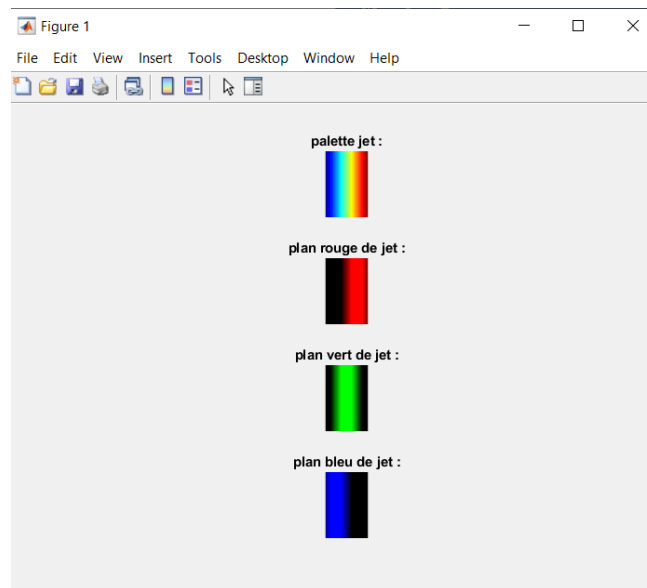 Figure 1
File Edit View Insert Tools Desktop Window Help
palette jet :
plan rouge de jet :
plan vert de jet :
plan bleu de jet :